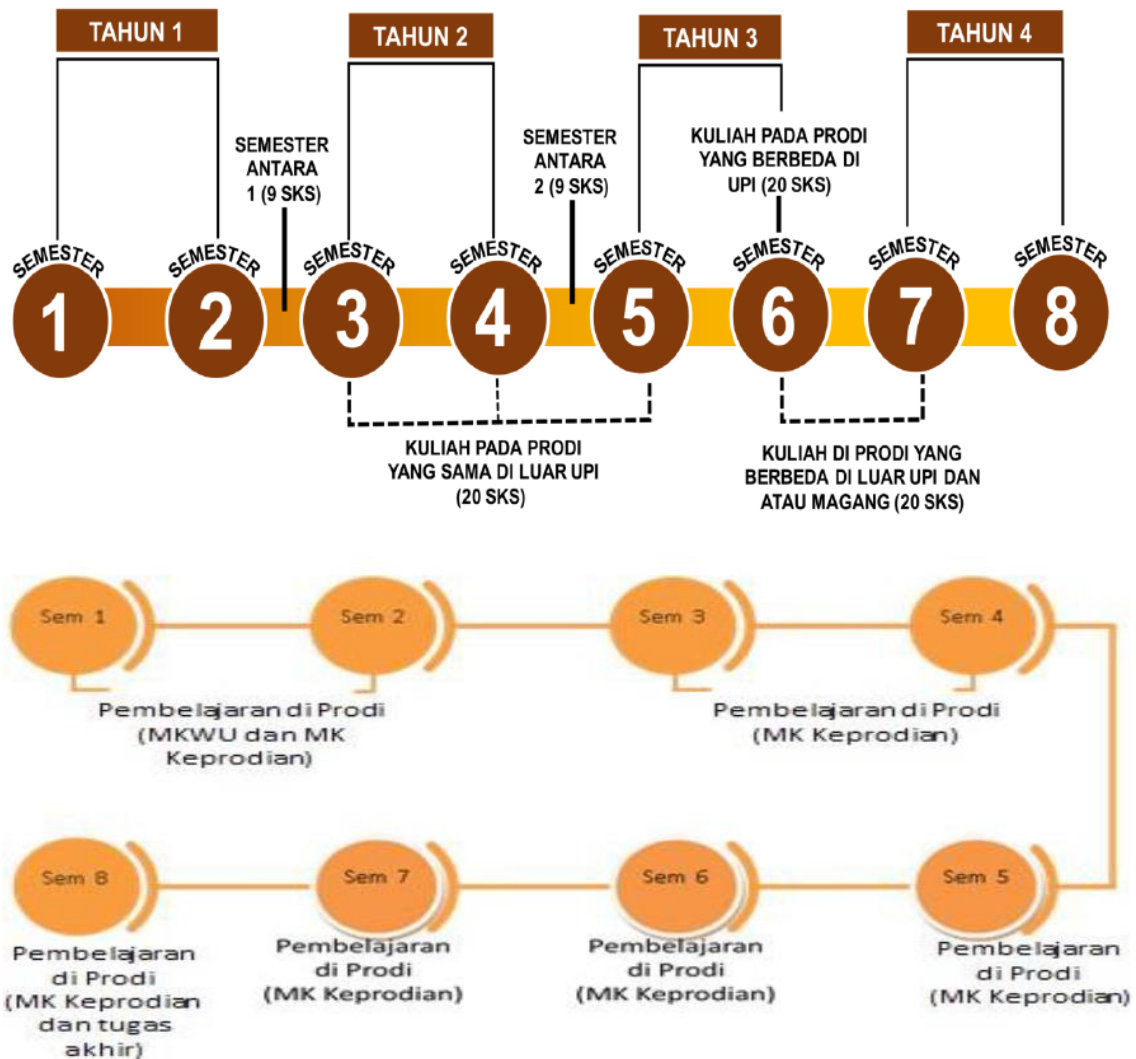 TAHUN 1
TAHUN 2
TAHUN 3
TAHUN 4
SEMESTER
ANTARA
1 (9 SKS)
SEMESTER
ANTARA
2 (9 SKS)
KULIAH PADA PRODI
YANG BERBEDA DI
UPI (20 SKS)
SEMESTER
1
SEMESTER
2
SEMESTER
3
SEMESTER
4
SEMESTER
5
SEMESTER
6
SEMESTER
7
SEMESTER
8
KULIAH PADA PRODI
YANG SAMA DI LUAR UPI
(20 SKS)
KULIAH DI PRODI YANG
BERBEDA DI LUAR UPI DAN
ATAU MAGANG (20 SKS)
Sem 1
Sem 2
Sem 3
Sem 4
Pembelajaran di Prodi
(MKWU dan MK
Keprodian)
Pembelajaran di Prodi
(MK Keprodian)
Sem 8
Sem 7
Sem 6
Sem 5
Pembelajaran
di Prodi
(MK Keprodian
dan tugas
akhir)
Pembelajaran
di Prodi
(MK Keprodian)
Pembelajaran
di Prodi
(MK Keprodian)
Pembelajaran
di Prodi
(MK Keprodian)